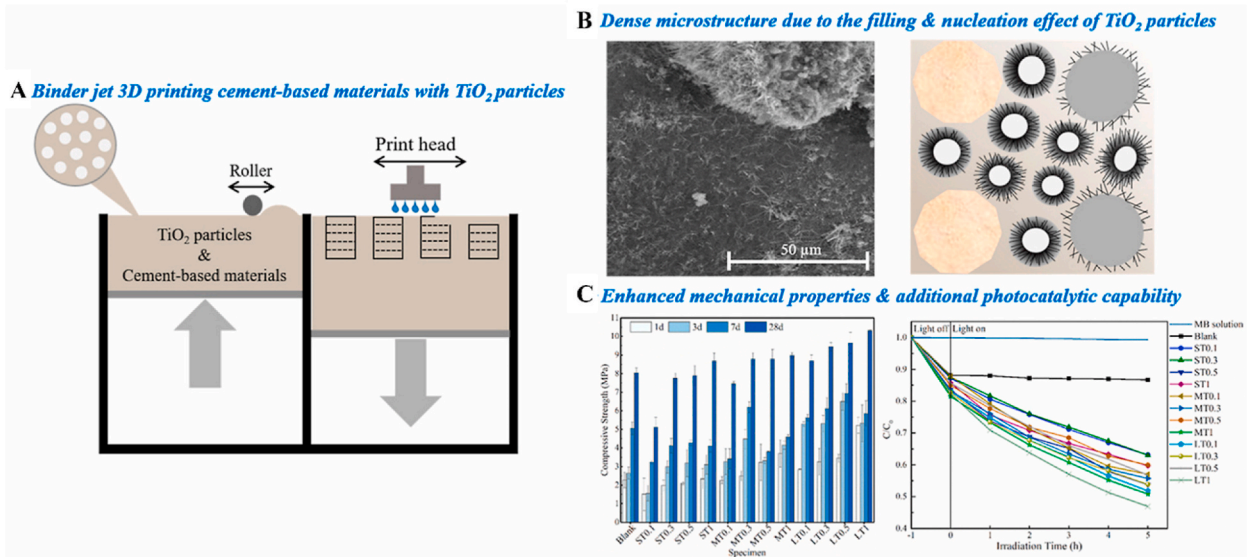 A Binder jet 3D printing cement-based materials with TiO₂ particles
Roller
Print head
TiO₂ particles
&
Cement-based materials
B Dense microstructure due to the filling & nucleation effect of TiO₂ particles
50 µm
C Enhanced mechanical properties & additional photocatalytic capability
1d 3d 7d 28d
Compressive Strength (MPa)
11
10
9
8
7
6
5
4
3
2
1
0
Blank
ST0.1
ST0.3
ST0.5
ST1
MT0.1
MT0.3
MT0.5
MT1
LT0.1
LT0.3
LT0.5
LT1
Specimen
Light off Light on
C/C₀
1.0
0.9
0.8
0.7
0.6
0.5
0.4
-1 0 1 2 3 4 5
Irradiation Time (h)
MB solution
Blank
ST0.1
ST0.3
ST0.5
ST1
MT0.1
MT0.3
MT0.5
MT1
LT0.1
LT0.3
LT0.5
LT1